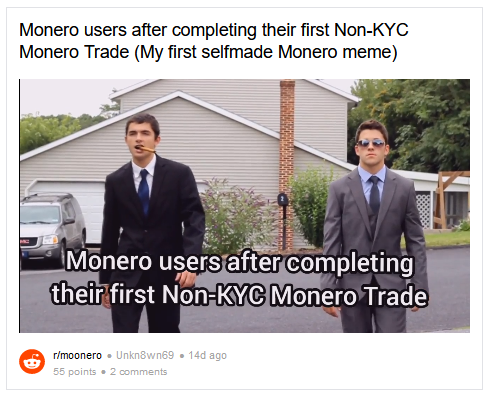 Monero users after completing their first Non-KYC
Monero Trade (My first selfmade Monero meme)
Monero users after completing
their first Non-KYC Monero Trade
r/moonero • Unkn8wn69 • 14d ago
55 points • 2 comments